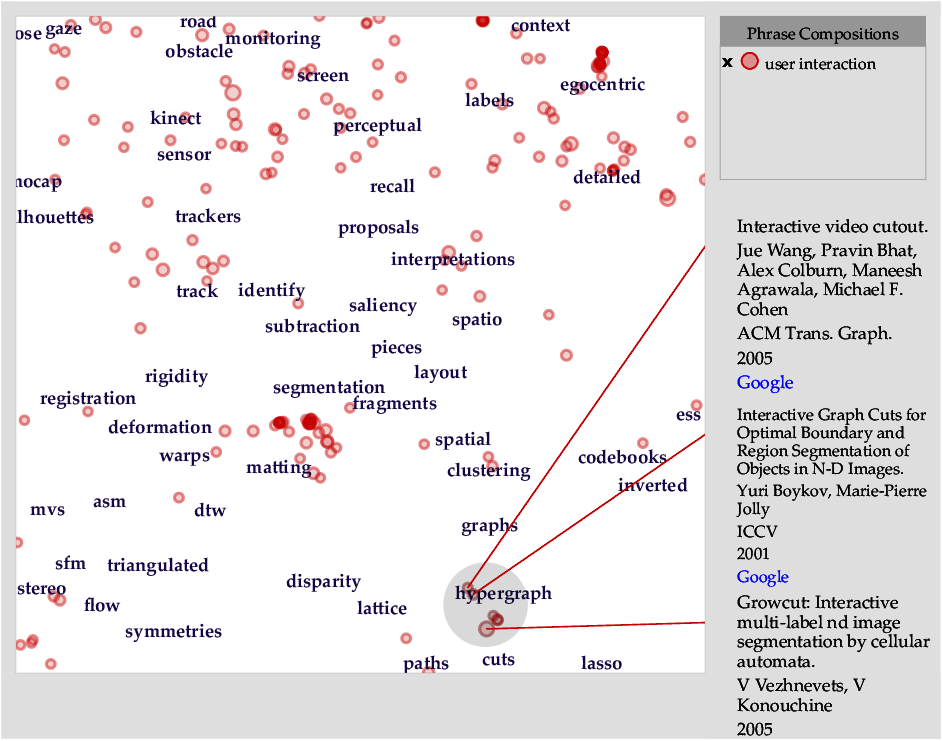 road
context
ose gaze
monitoring
obstacle
screen
egocentric
labels
kinect
perceptual
sensor
detailed
mocap
recall
lhouettes
trackers
proposals
interpretations
track
identify
saliency
spatio
subtraction
pieces
layout
rigidity
segmentation
registration
fragments
ess
deformation
spatial
warps
matting
clustering
codebooks
inverted
asm
mvs
dtw
graphs
sfm
triangulated
disparity
stereo
hypergraph
flow
lattice
symmetries
paths
cuts
lasso
Phrase Compositions
x user interaction
Interactive video cutout.
Jue Wang, Pravin Bhat,
Alex Colburn, Maneesh
Agrawala, Michael F.
Cohen
ACM Trans. Graph.
2005
Google
Interactive Graph Cuts for
Optimal Boundary and
Region Segmentation of
Objects in N-D Images.
Yuri Boykov, Marie-Pierre
Jolly
ICCV
2001
Google
Growcut: Interactive
multi-label nd image
segmentation by cellular
automata.
V Vezhnevets, V
Konouchine
2005